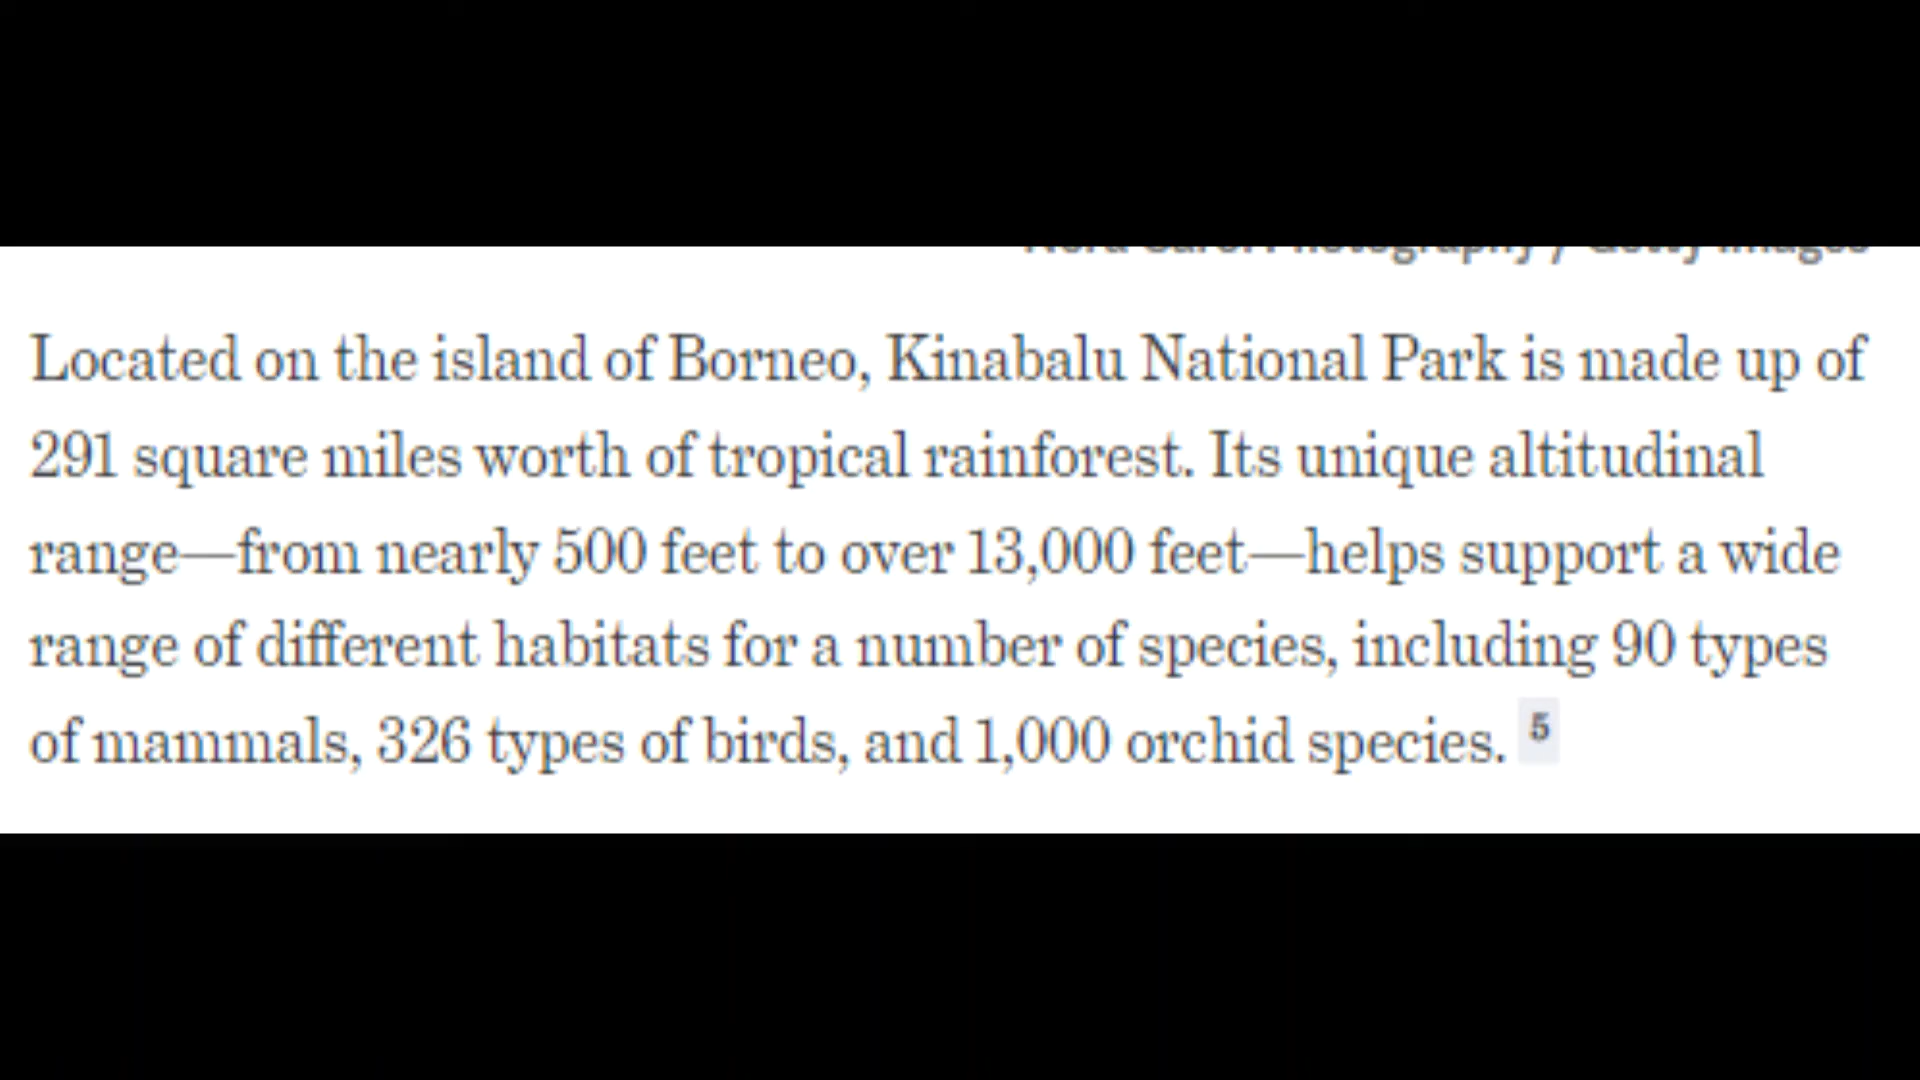 Photography / Getty Images
Located on the island of Borneo, Kinabalu National Park is made up of
291 square miles worth of tropical rainforest. Its unique altitudinal
range—from nearly 500 feet to over 13,000 feet—helps support a wide
range of different habitats for a number of species, including 90 types
of mammals, 326 types of birds, and 1,000 orchid species. 5